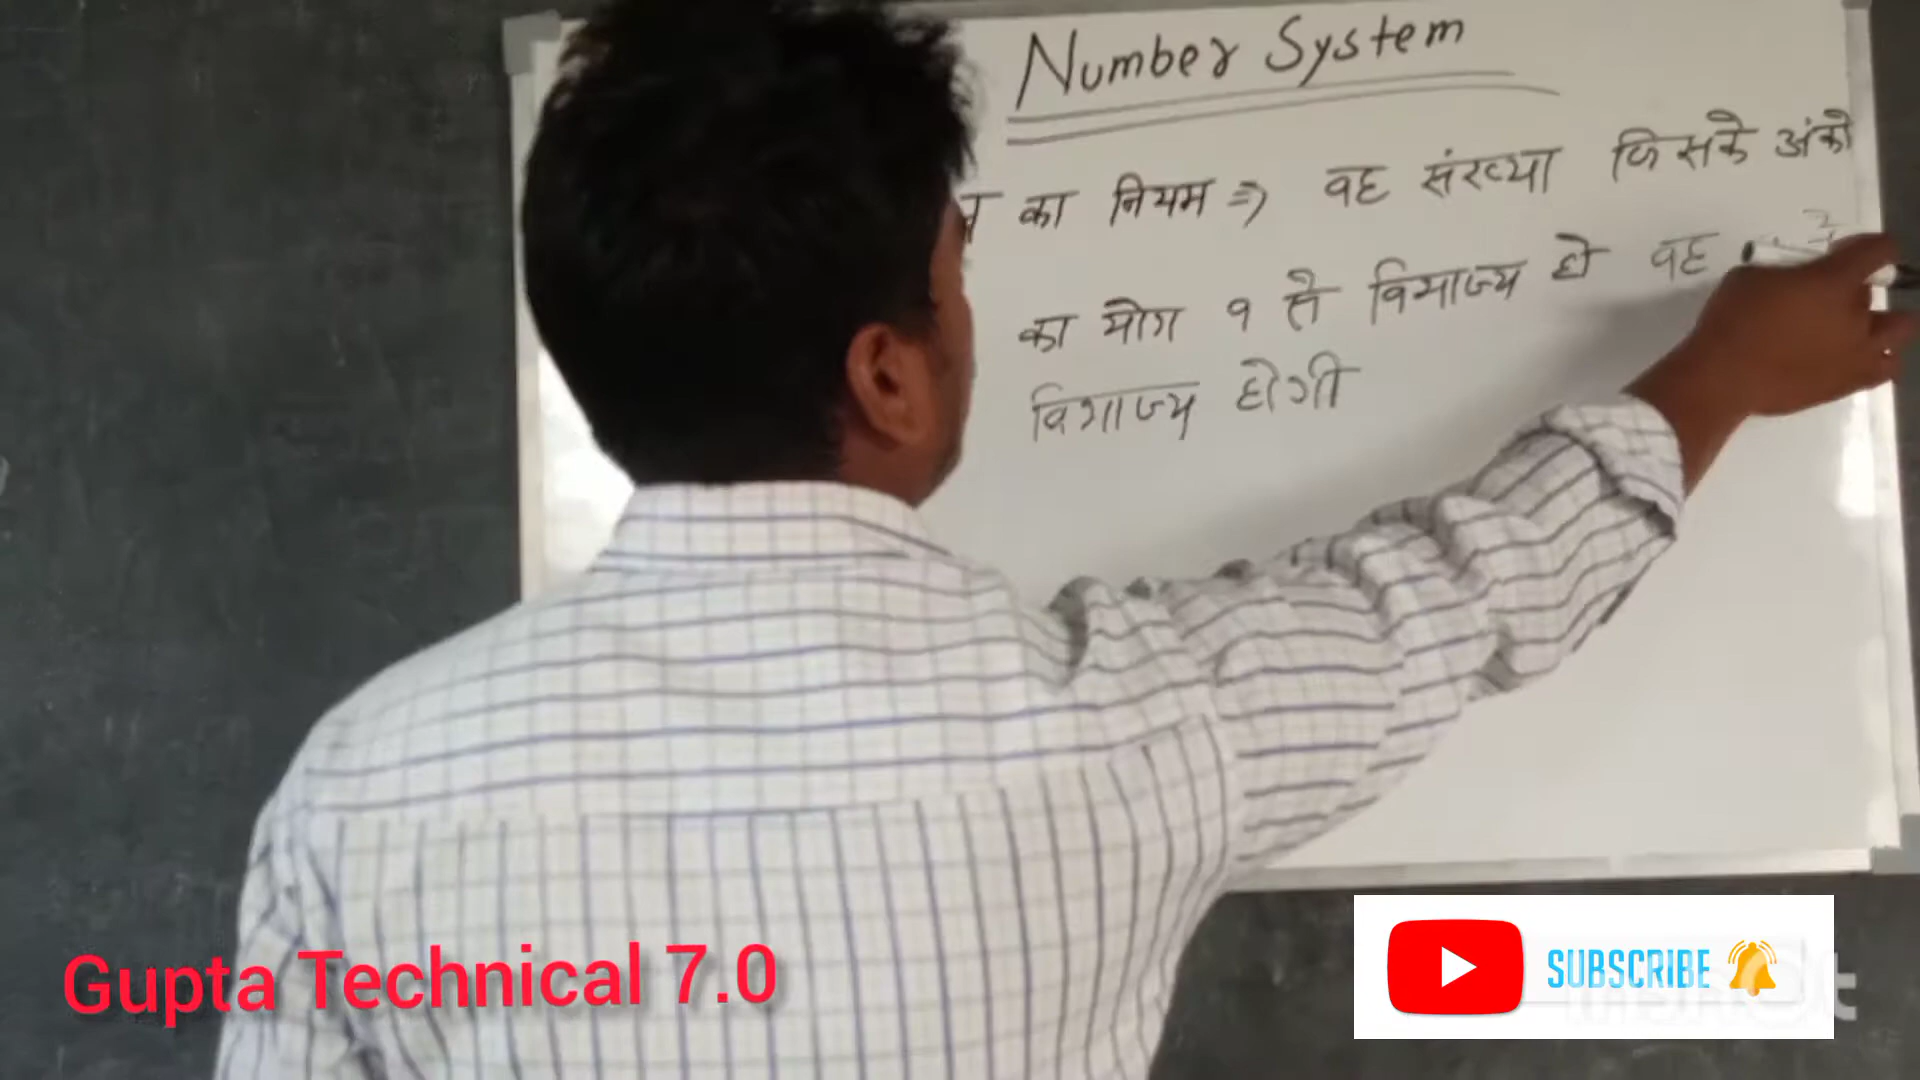 Number System
का नियम ⇒ वह संख्या जिसके अंको
का योग 9 से विभाज्य हो वह
विभाज्य होगी
Gupta Technical 7.0
SUBSCRIBE